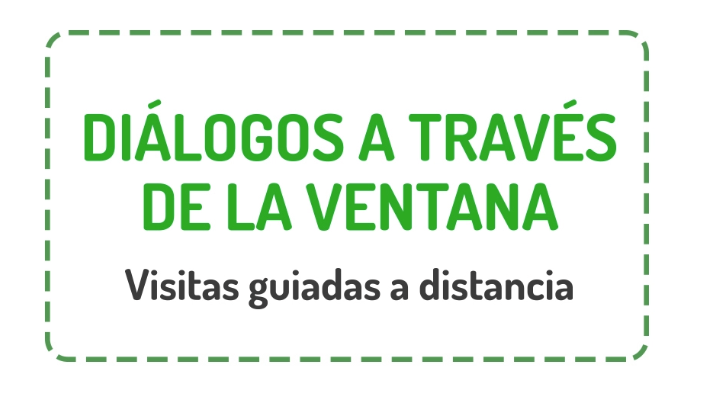 DIÁLOGOS A TRAVÉS
DE LA VENTANA
Visitas guiadas a distancia